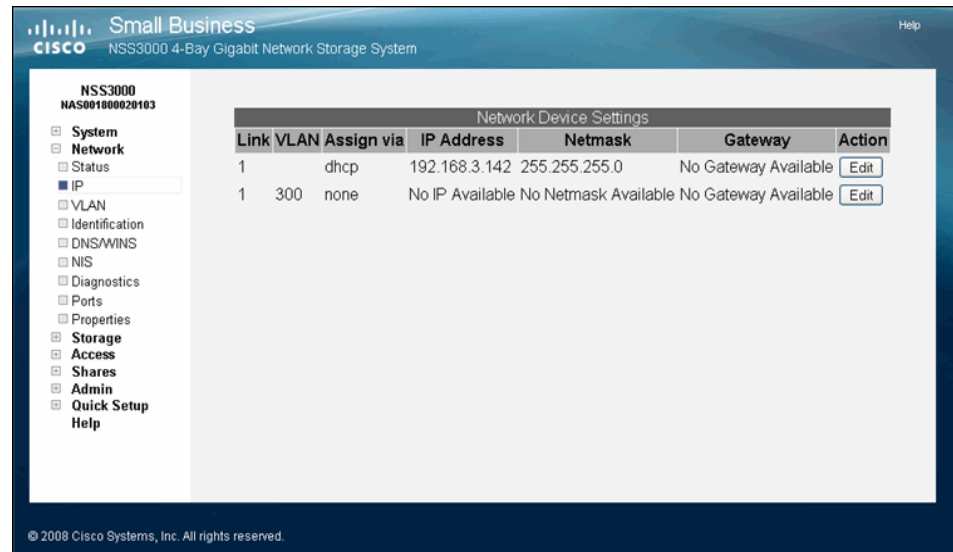 Small Business
Help
CISCO NSS3000 4-Bay Gigabit Network Storage System
NSS3000
NAS001800020103
System
Network
Status
IP
VLAN
Identification
DNS/WINS
NIS
Diagnostics
Ports
Properties
Storage
Access
Shares
Admin
Quick Setup
Help
Network Device Settings
Link VLAN Assign via IP Address Netmask Gateway Action
1 dhcp 192.168.3.142 255.255.255.0 No Gateway Available Edit
1 300 none No IP Available No Netmask Available No Gateway Available Edit
© 2008 Cisco Systems, Inc. All rights reserved.